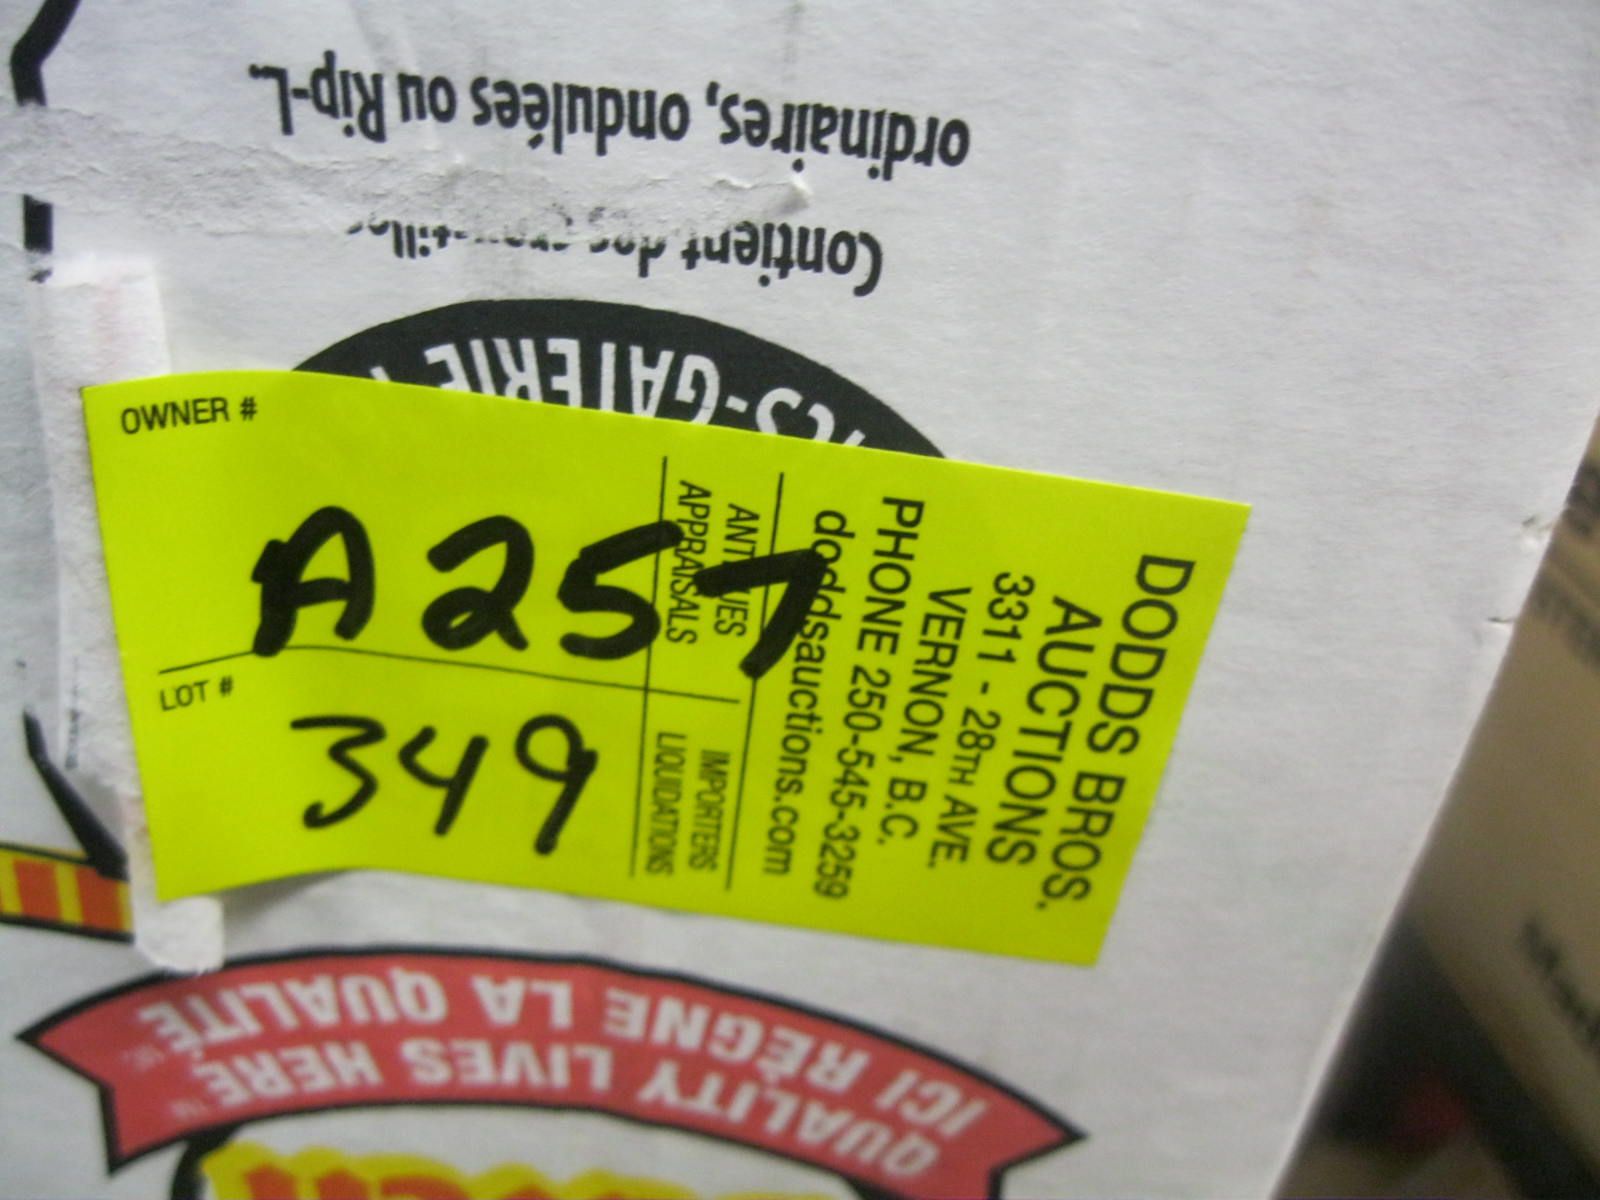 ordinaires, ondulées ou Rip-L.
Contient des
OWNER #
A257
LOT #
349
DODDS BROS.
AUCTIONS
3311 - 28TH AVE.
VERNON, B.C.
PHONE 250-545-3259
doddsauctions.com
ANTIQUES
APPRAISALS
IMPORTERS
LIQUIDATIONS
QUALITY LIVES HERE™
ICI RÈGNE LA QUALITÉ